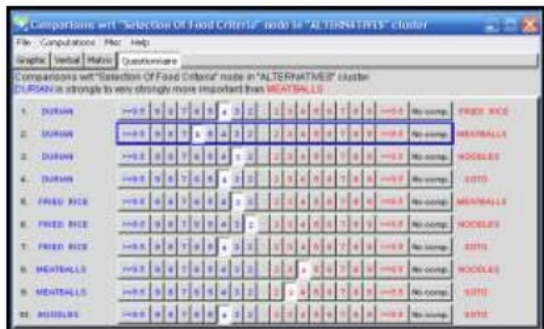 Comparisons wrt "Selection Of Food Criteria" node in "ALTERNATIVES" cluster
File Computations Misc Help
Graphic Verbal Matrix Questionnaire
Comparisons wrt "Selection Of Food Criteria" node in "ALTERNATIVES" cluster
DURIAN is strongly to very strongly more important than MEATBALLS
1. DURIAN >=9.5 9 8 7 6 5 4 3 2 2 3 4 5 6 7 8 9 >=9.5 No comp. FRIED RICE
2. DURIAN >=9.5 9 8 7 6 5 4 3 2 2 3 4 5 6 7 8 9 >=9.5 No comp. MEATBALLS
3. DURIAN >=9.5 9 8 7 6 5 4 3 2 2 3 4 5 6 7 8 9 >=9.5 No comp. NOODLES
4. DURIAN >=9.5 9 8 7 6 5 4 3 2 2 3 4 5 6 7 8 9 >=9.5 No comp. SOTO
5. FRIED RICE >=9.5 9 8 7 6 5 4 3 2 2 3 4 5 6 7 8 9 >=9.5 No comp. MEATBALLS
6. FRIED RICE >=9.5 9 8 7 6 5 4 3 2 2 3 4 5 6 7 8 9 >=9.5 No comp. NOODLES
7. FRIED RICE >=9.5 9 8 7 6 5 4 3 2 2 3 4 5 6 7 8 9 >=9.5 No comp. SOTO
8. MEATBALLS >=9.5 9 8 7 6 5 4 3 2 2 3 4 5 6 7 8 9 >=9.5 No comp. NOODLES
9. MEATBALLS >=9.5 9 8 7 6 5 4 3 2 2 3 4 5 6 7 8 9 >=9.5 No comp. SOTO
10. NOODLES >=9.5 9 8 7 6 5 4 3 2 2 3 4 5 6 7 8 9 >=9.5 No comp. SOTO